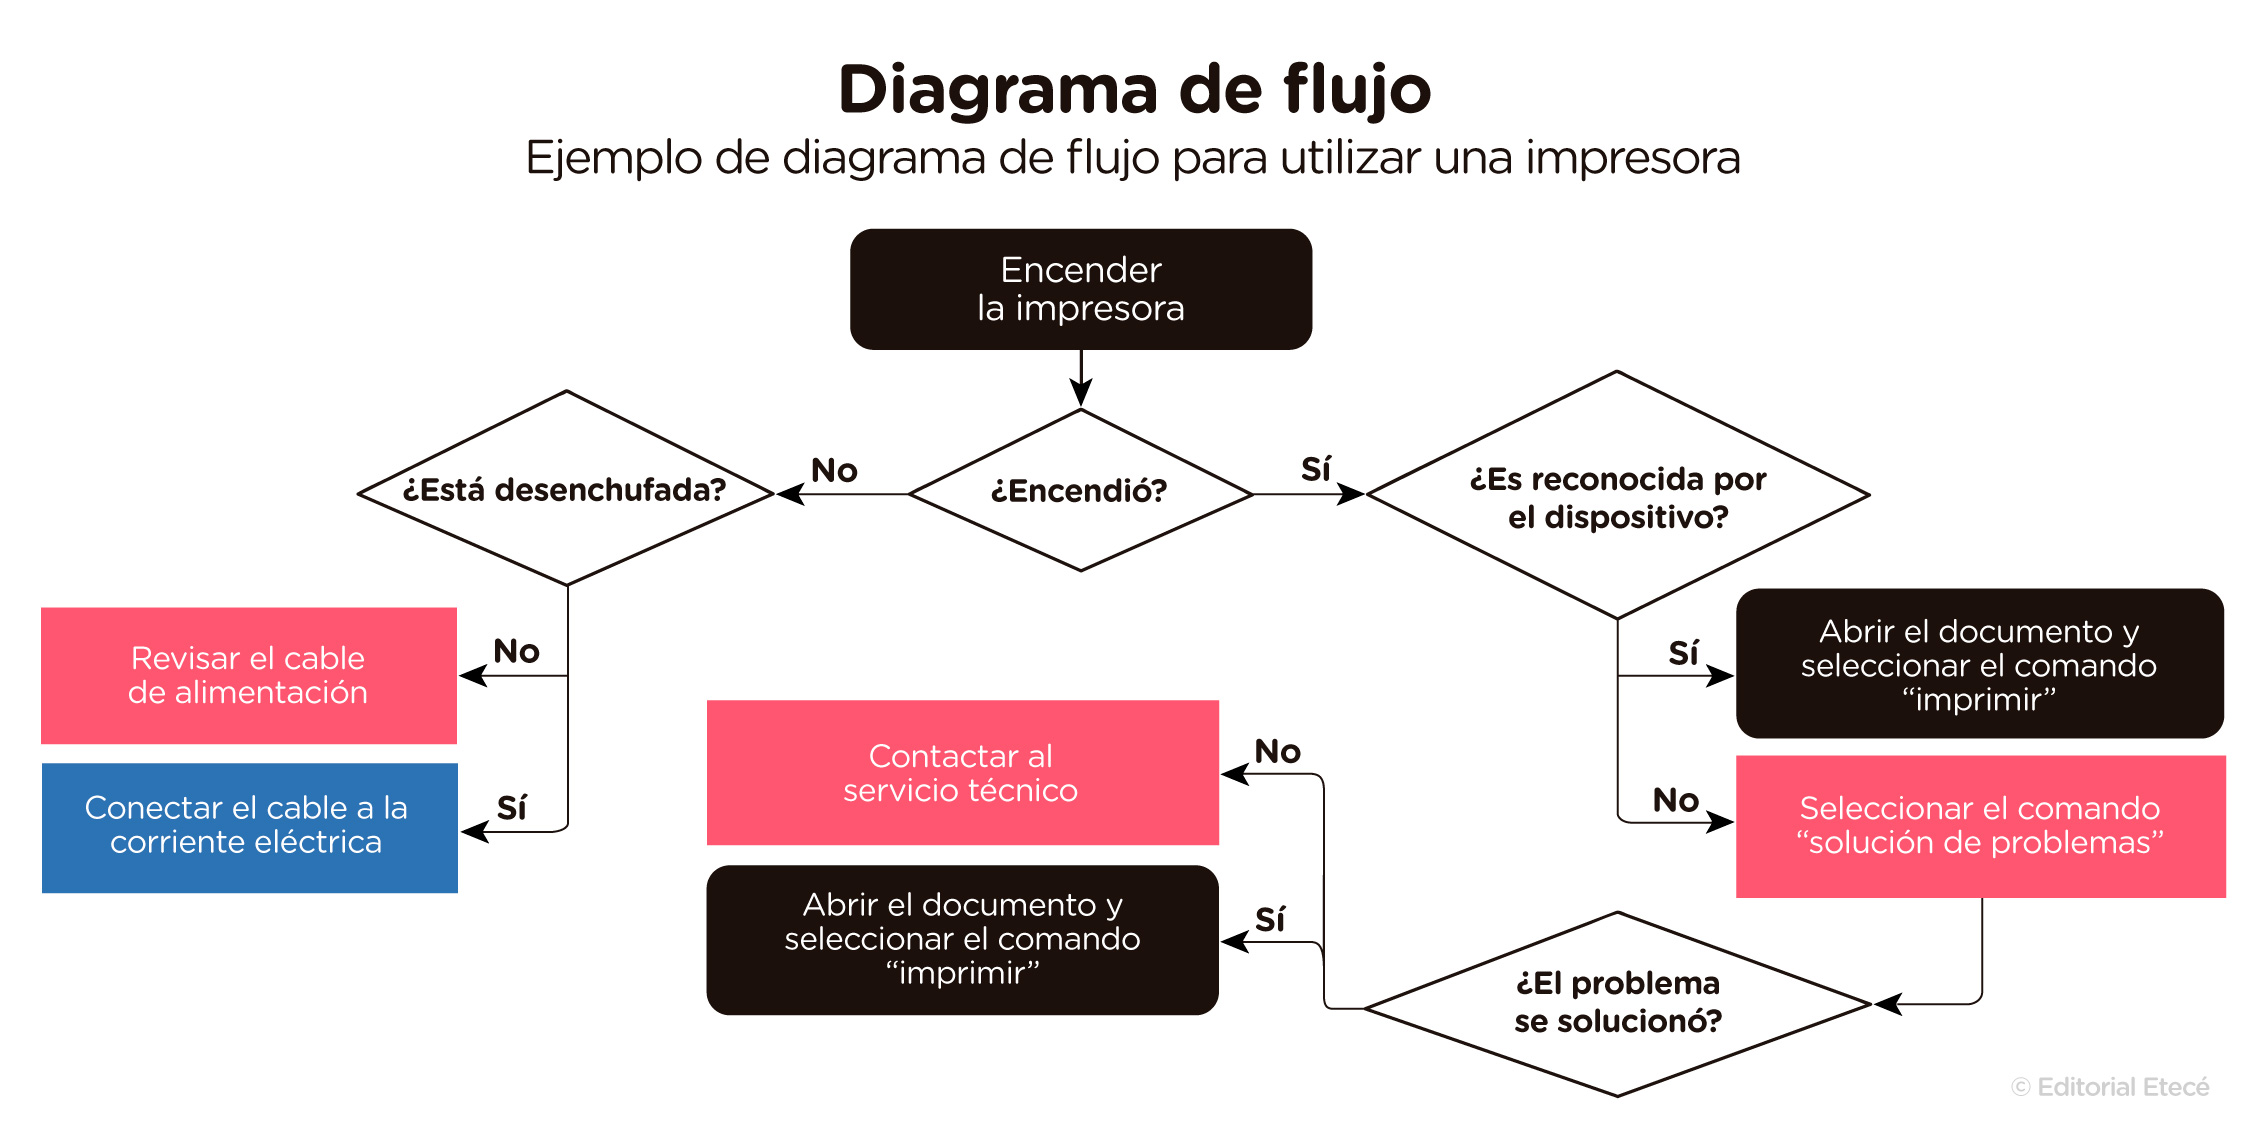 Diagrama de flujo
Ejemplo de diagrama de flujo para utilizar una impresora
Encender
la impresora
¿Está desenchufada?
No
¿Encendió?
Sí
¿Es reconocida por
el dispositivo?
Revisar el cable
de alimentación
No
Conectar el cable a la
corriente eléctrica
Sí
Sí
Abrir el documento y
seleccionar el comando
“imprimir”
No
Seleccionar el comando
“solución de problemas”
Contactar al
servicio técnico
No
Abrir el documento y
seleccionar el comando
“imprimir”
Sí
¿El problema
se solucionó?
© Editorial Etecé